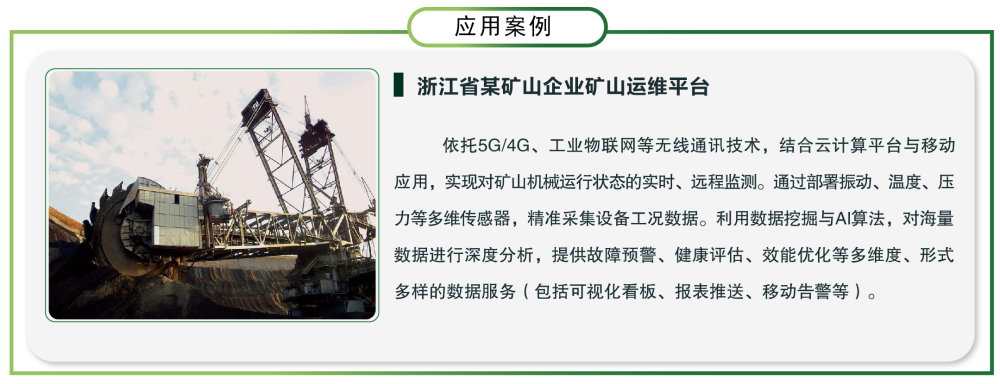 应用案例
浙江省某矿山企业矿山运维平台
依托5G/4G、工业物联网等无线通讯技术，结合云计算平台与移动
应用，实现对矿山机械运行状态的实时、远程监测。通过部署振动、温度、压
力等多维传感器，精准采集设备工况数据。利用数据挖掘与AI算法，对海量
数据进行深度分析，提供故障预警、健康评估、效能优化等多维度、形式
多样的数据服务（包括可视化看板、报表推送、移动告警等）。